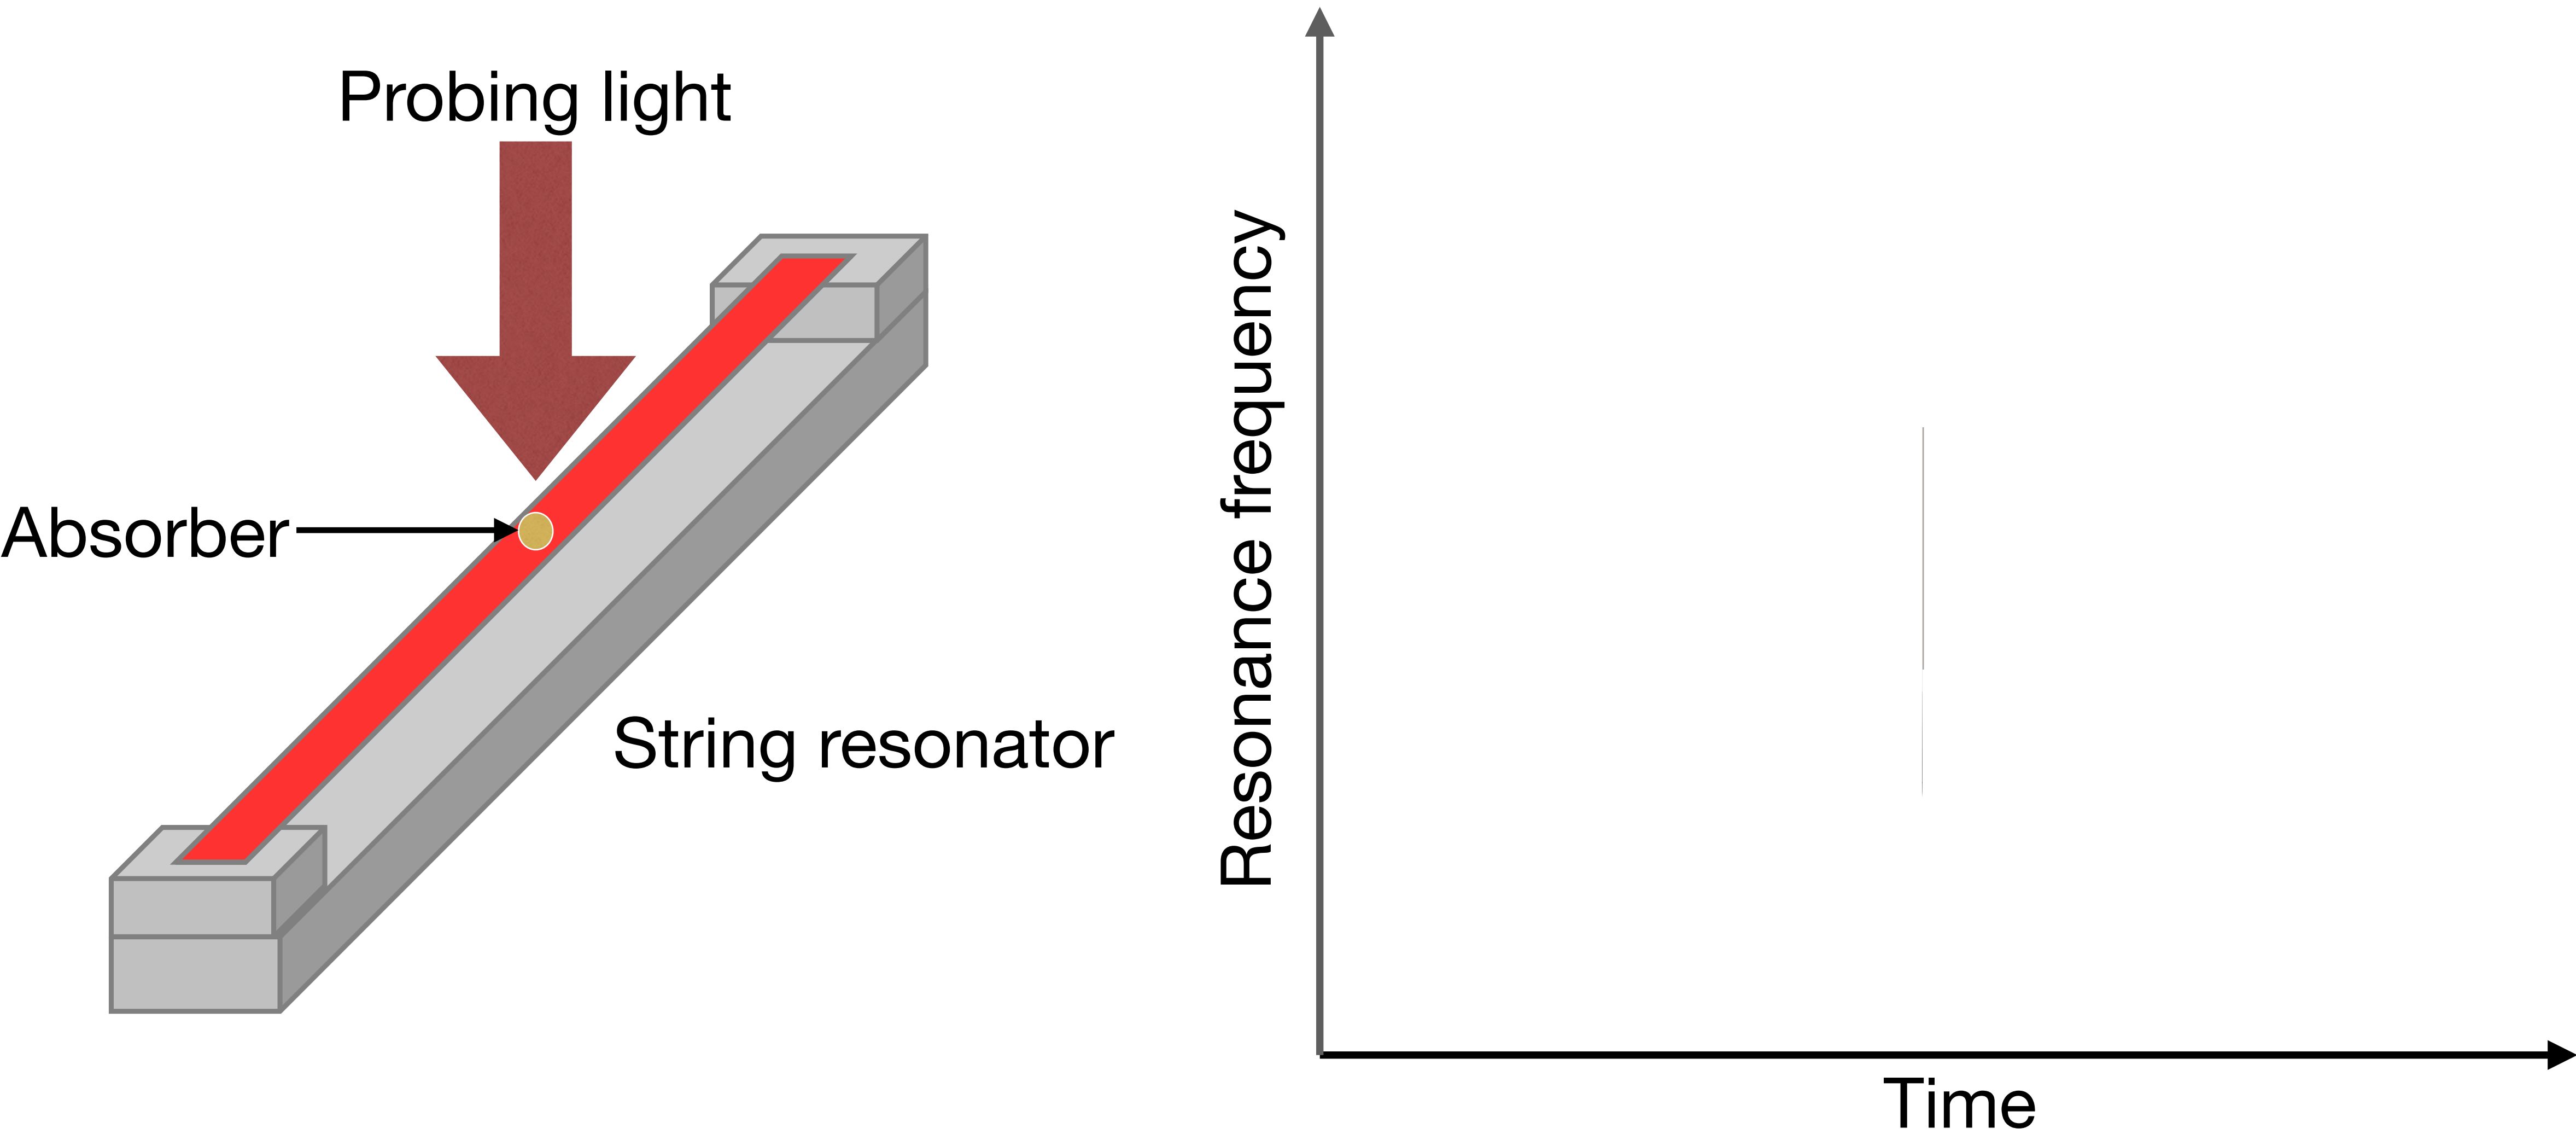 Probing light
Absorber
String resonator
Resonance frequency
Time